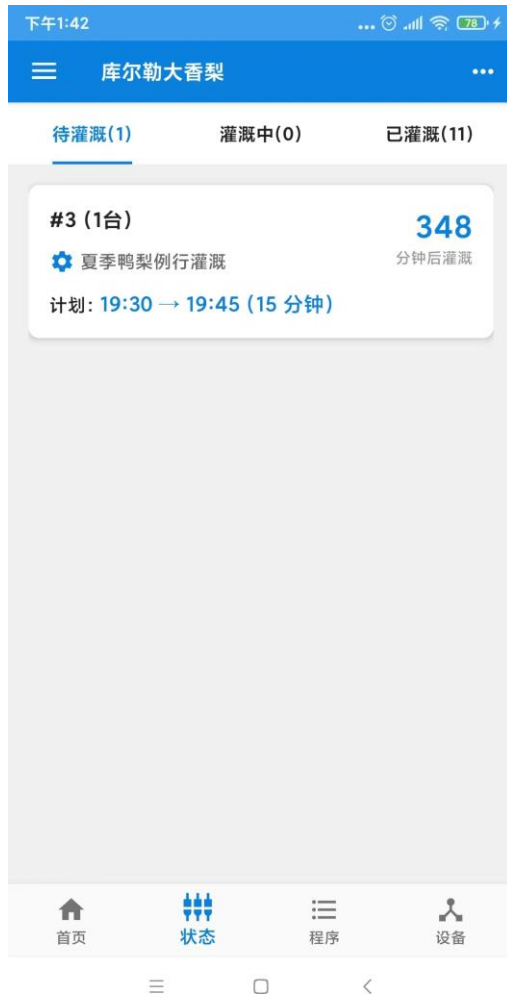 下午1:42
... 78
库尔勒大香梨
...
待灌溉(1) 灌溉中(0) 已灌溉(11)
#3 (1台)
348
夏季鸭梨例行灌溉
分钟后灌溉
计划: 19:30 → 19:45 (15 分钟)
首页 状态 程序 设备